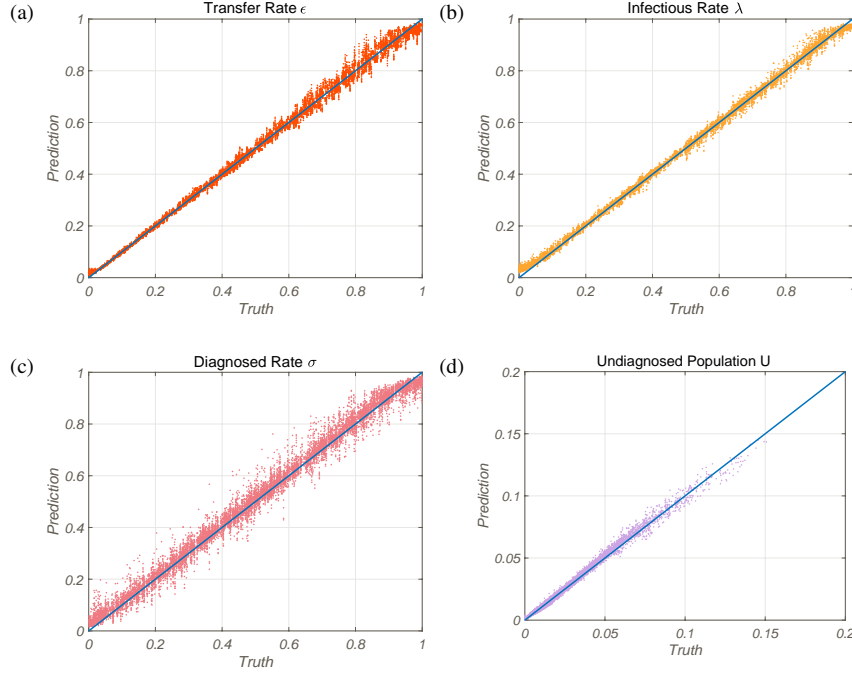 (a)
Transfer Rate ϵ
1
0.8
0.6
0.4
0.2
0
Prediction
0 0.2 0.4 0.6 0.8 1
Truth
(b)
Infectious Rate λ
1
0.8
0.6
0.4
0.2
0
Prediction
0 0.2 0.4 0.6 0.8 1
Truth
(c)
Diagnosed Rate σ
1
0.8
0.6
0.4
0.2
0
Prediction
0 0.2 0.4 0.6 0.8 1
Truth
(d)
Undiagnosed Population U
0.2
0.15
0.1
0.05
0
Prediction
0 0.05 0.1 0.15 0.2
Truth